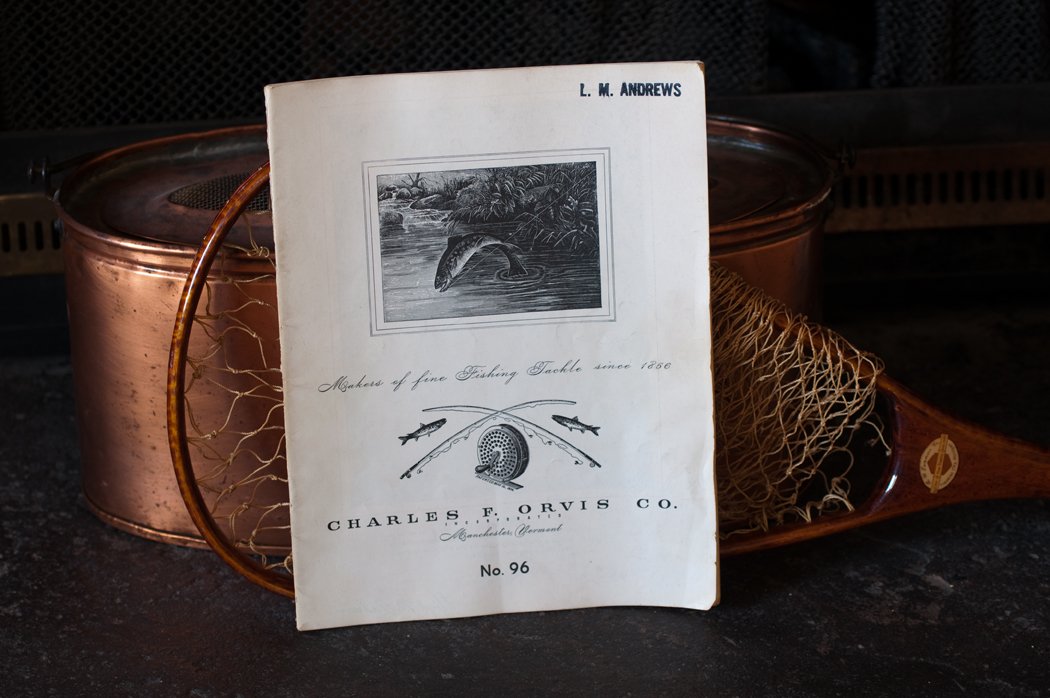 L. M. ANDREWS
Makers of fine Fishing Tackle since 1856
CHARLES F. ORVIS CO.
INCORPORATED
Manchester, Vermont
No. 96